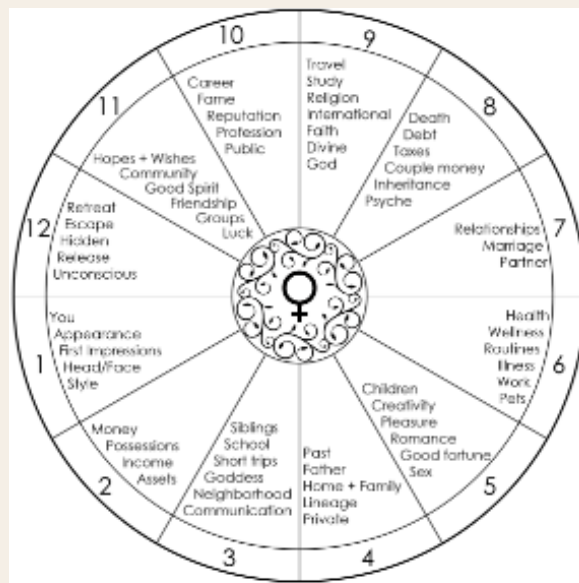 10
Career
Fame
Reputation
Profession
Public
9
Travel
Study
Religion
International
Faith
Divine
God
8
Death
Debt
Taxes
Couple money
Inheritance
Psyche
11
Hopes + Wishes
Community
Good Spirit
Friendship
Groups
Luck
12
Retreat
Escape
Hidden
Release
Unconscious
7
Relationships
Marriage
Partner
1
You
Appearance
First Impressions
Head/Face
Style
6
Health
Wellness
Routines
Illness
Work
Pets
2
Money
Possessions
Income
Assets
3
Siblings
School
Short trips
Goddess
Neighborhood
Communication
4
Past
Father
Home + Family
Lineage
Private
5
Children
Creativity
Pleasure
Romance
Good fortune
Sex